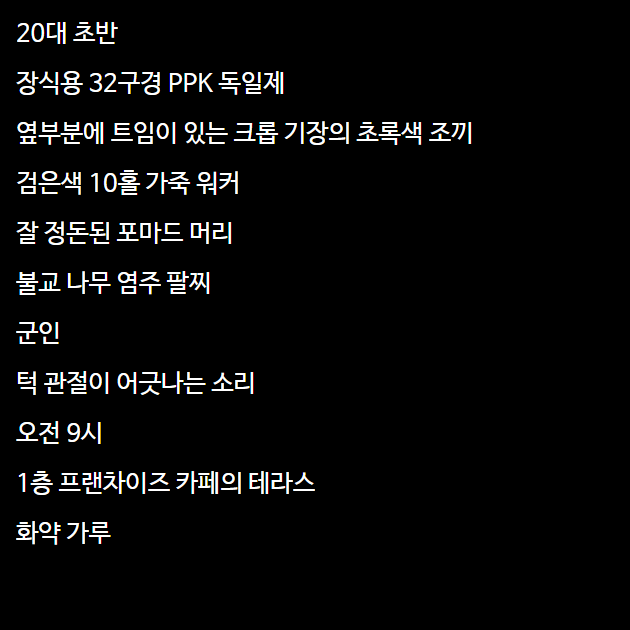 20대 초반
장식용 32구경 PPK 독일제
옆부분에 트임이 있는 크롭 기장의 초록색 조끼
검은색 10홀 가죽 워커
잘 정돈된 포마드 머리
불교 나무 염주 팔찌
군인
턱 관절이 어긋나는 소리
오전 9시
1층 프랜차이즈 카페의 테라스
화약 가루